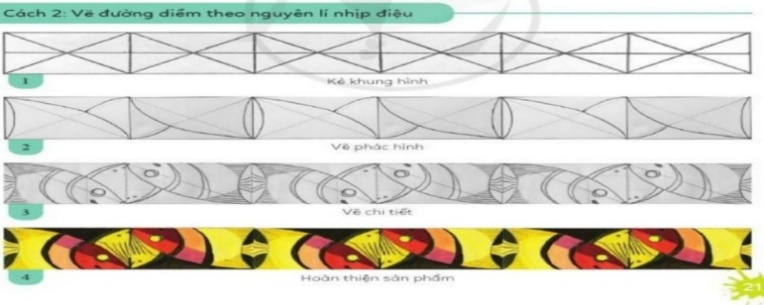 Cách 2: Vẽ đường diềm theo nguyên lí nhịp điệu
1
Kẻ khung hình
2
Vẽ phác hình
3
Vẽ chi tiết
4
Hoàn thiện sản phẩm
21